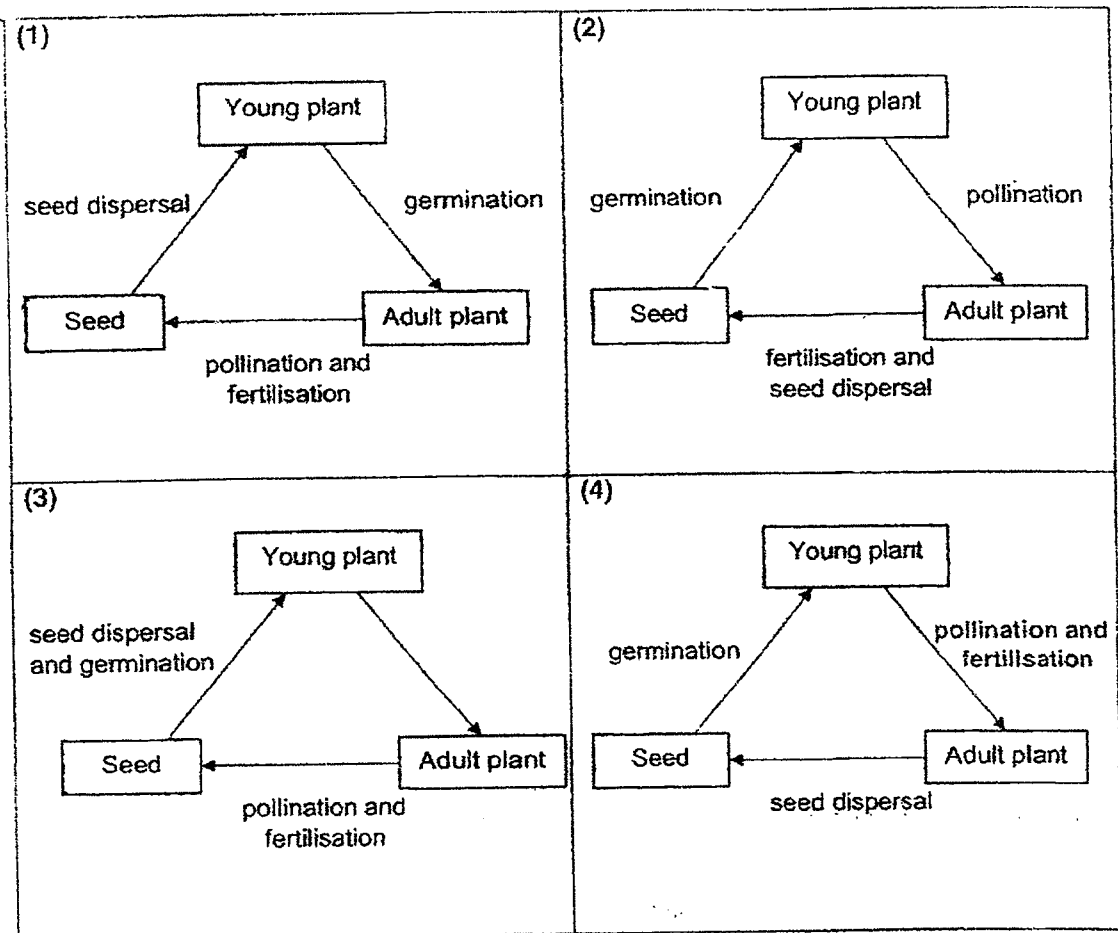 (1)
Young plant
seed dispersal
germination
Seed
Adult plant
pollination and
fertilisation
(2)
Young plant
germination
pollination
Seed
Adult plant
fertilisation and
seed dispersal
(3)
Young plant
seed dispersal
and germination
Seed
Adult plant
pollination and
fertilisation
(4)
Young plant
germination
pollination and
fertilisation
Seed
Adult plant
seed dispersal